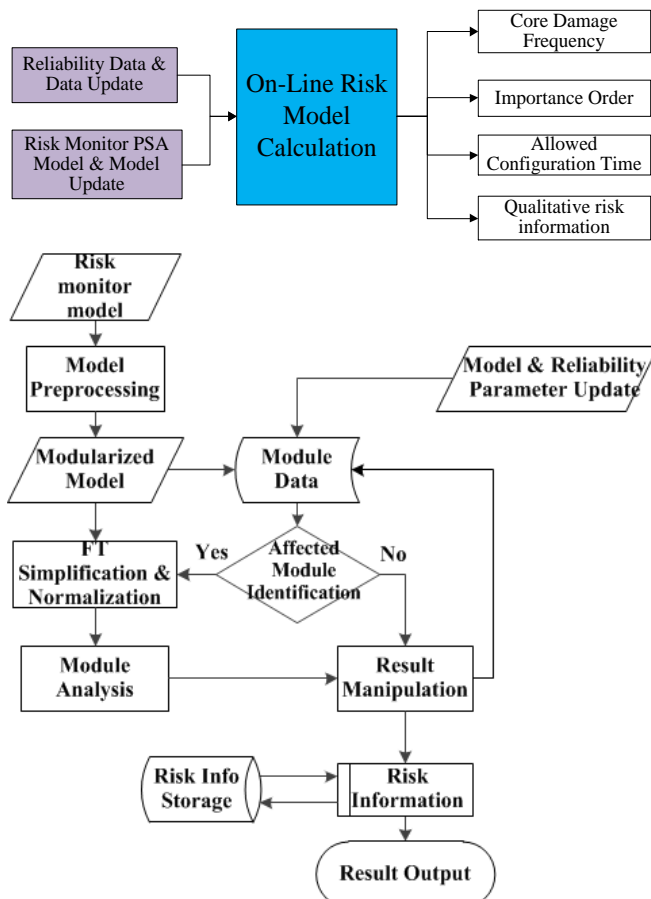 Reliability Data &
Data Update
Risk Monitor PSA
Model & Model
Update
On-Line Risk
Model
Calculation
Core Damage
Frequency
Importance Order
Allowed
Configuration Time
Qualitative risk
information
Risk
monitor
model
Model
Preprocessing
Model & Reliability
Parameter Update
Modularized
Model
Module
Data
Yes
Affected
Module
Identification
No
FT
Simplification &
Normalization
Module
Analysis
Result
Manipulation
Risk Info
Storage
Risk
Information
Result Output